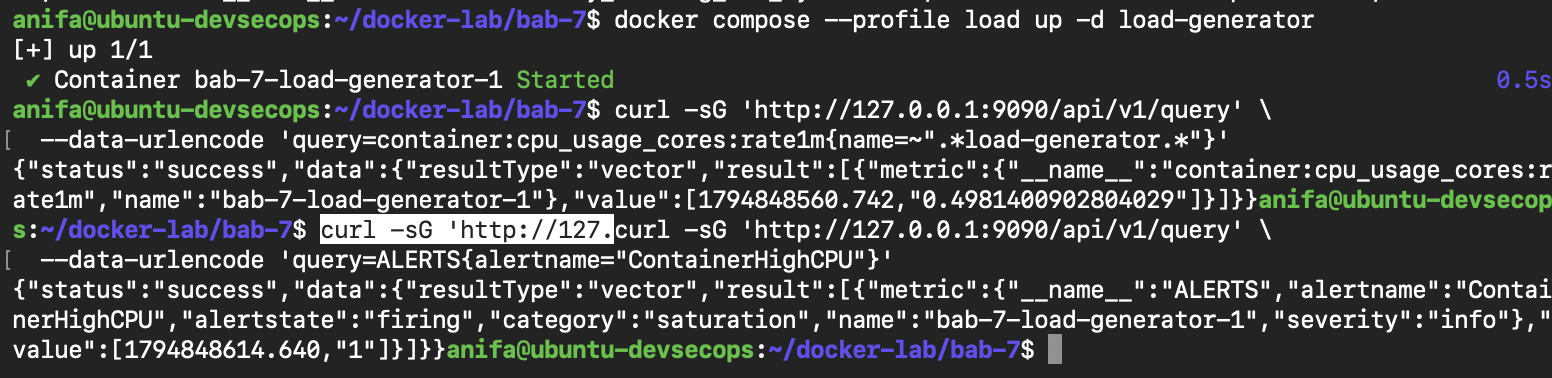 anifa@ubuntu-devsecops:~/docker-lab/bab-7$ docker compose --profile load up -d load-generator
[+] up 1/1
✔ Container bab-7-load-generator-1 Started 0.5s
anifa@ubuntu-devsecops:~/docker-lab/bab-7$ curl -sG 'http://127.0.0.1:9090/api/v1/query' \
[  --data-urlencode 'query=container:cpu_usage_cores:rate1m{name=~".*load-generator.*"}'
{"status":"success","data":{"resultType":"vector","result":[{"metric":{"__name__":"container:cpu_usage_cores:r
ate1m","name":"bab-7-load-generator-1"},"value":[1794848560.742,"0.4981400902804029"]}]}}anifa@ubuntu-devsecop
s:~/docker-lab/bab-7$ curl -sG 'http://127.curl -sG 'http://127.0.0.1:9090/api/v1/query' \
[  --data-urlencode 'query=ALERTS{alertname="ContainerHighCPU"}'
{"status":"success","data":{"resultType":"vector","result":[{"metric":{"__name__":"ALERTS","alertname":"Contai
nerHighCPU","alertstate":"firing","category":"saturation","name":"bab-7-load-generator-1","severity":"info"},"
value":[1794848614.640,"1"]}]}}anifa@ubuntu-devsecops:~/docker-lab/bab-7$